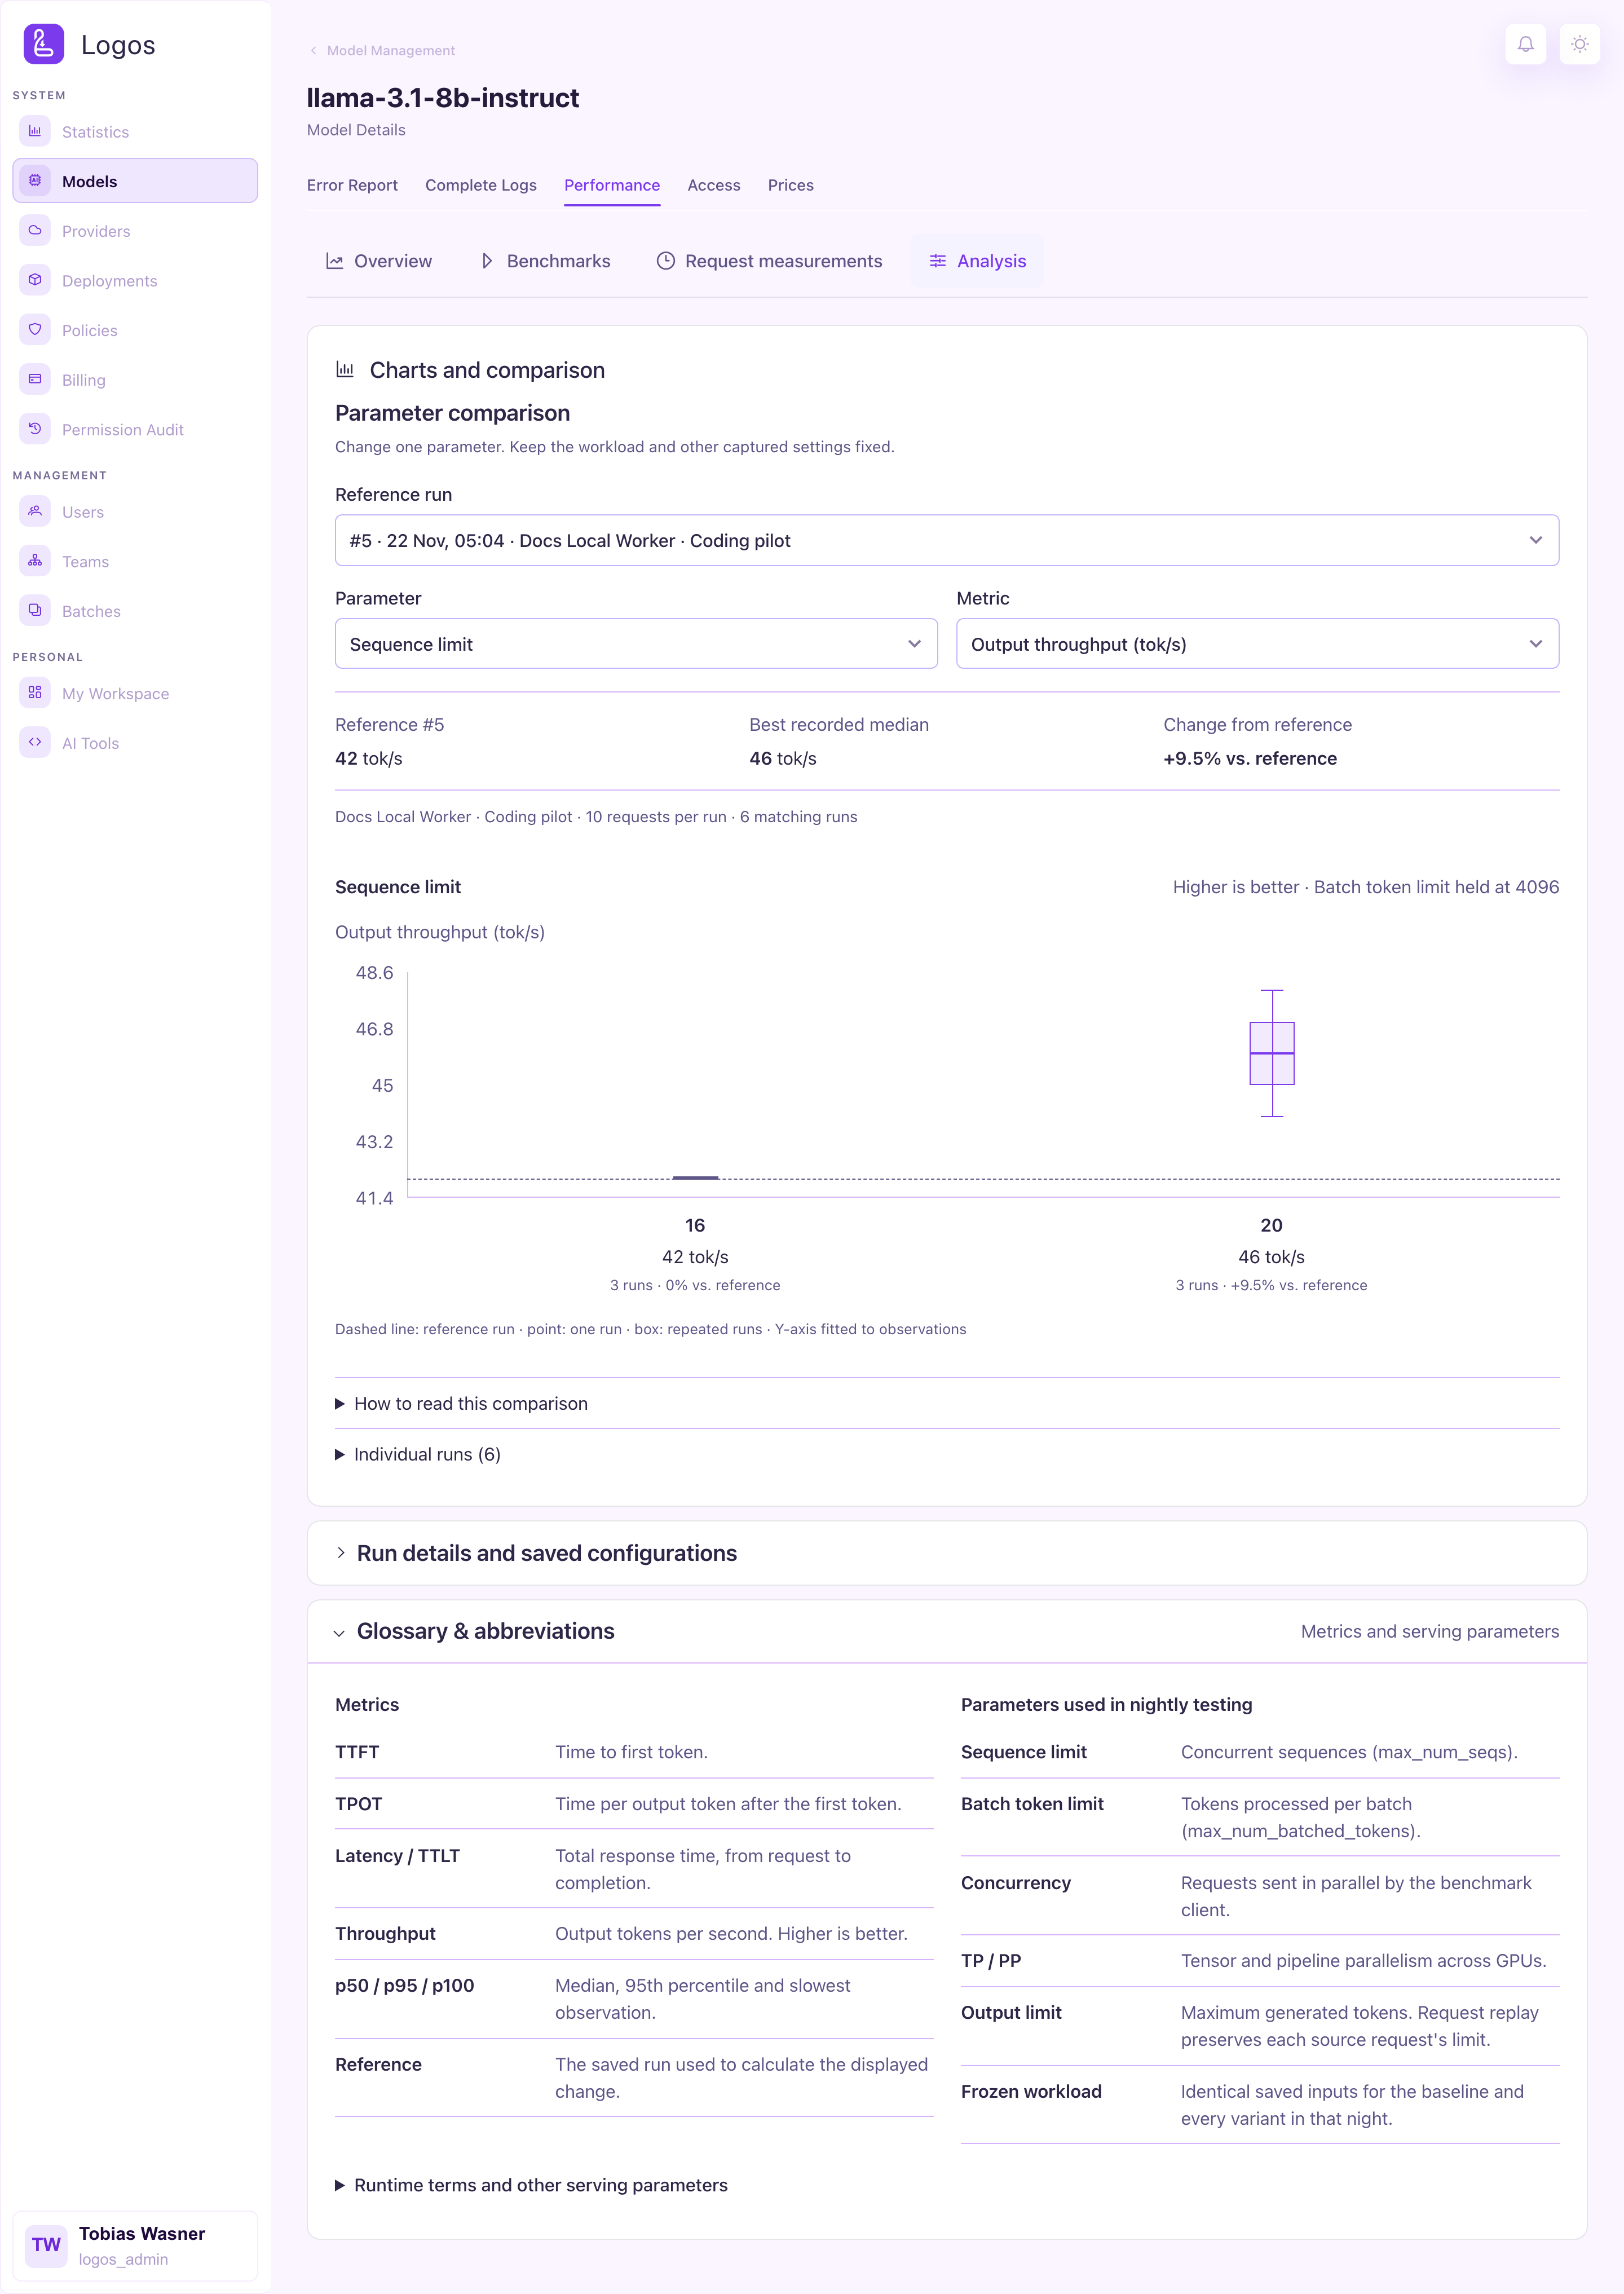 Logos
SYSTEM
Statistics
Models
Providers
Deployments
Policies
Billing
Permission Audit
MANAGEMENT
Users
Teams
Batches
PERSONAL
My Workspace
AI Tools
TW
Tobias Wasner
logos_admin
Model Management
llama-3.1-8b-instruct
Model Details
Error Report Complete Logs Performance Access Prices
Overview Benchmarks Request measurements Analysis
Charts and comparison
Parameter comparison
Change one parameter. Keep the workload and other captured settings fixed.
Reference run
#5 · 22 Nov, 05:04 · Docs Local Worker · Coding pilot
Parameter Metric
Sequence limit Output throughput (tok/s)
Reference #5 Best recorded median Change from reference
42 tok/s 46 tok/s +9.5% vs. reference
Docs Local Worker · Coding pilot · 10 requests per run · 6 matching runs
Sequence limit Higher is better · Batch token limit held at 4096
Output throughput (tok/s)
48.6
46.8
45
43.2
41.4
16 20
42 tok/s 46 tok/s
3 runs · 0% vs. reference 3 runs · +9.5% vs. reference
Dashed line: reference run · point: one run · box: repeated runs · Y-axis fitted to observations
How to read this comparison
Individual runs (6)
Run details and saved configurations
Glossary & abbreviations Metrics and serving parameters
Metrics
TTFT Time to first token.
TPOT Time per output token after the first token.
Latency / TTLT Total response time, from request to
completion.
Throughput Output tokens per second. Higher is better.
p50 / p95 / p100 Median, 95th percentile and slowest
observation.
Reference The saved run used to calculate the displayed
change.
Parameters used in nightly testing
Sequence limit Concurrent sequences (max_num_seqs).
Batch token limit Tokens processed per batch
(max_num_batched_tokens).
Concurrency Requests sent in parallel by the benchmark
client.
TP / PP Tensor and pipeline parallelism across GPUs.
Output limit Maximum generated tokens. Request replay
preserves each source request's limit.
Frozen workload Identical saved inputs for the baseline and
every variant in that night.
Runtime terms and other serving parameters